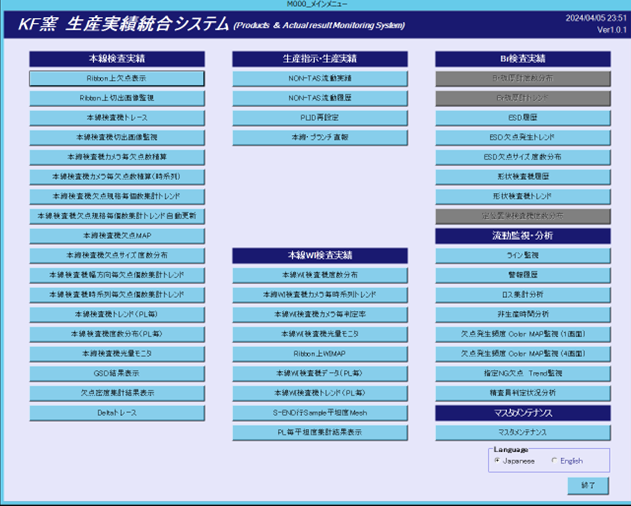 M000_メインメニュー
KF窯 生産実績統合システム (Products & Actual result Monitoring System)
2024/04/05 23:51
Ver1.0.1
本線検査実績
Ribbon上欠点表示
Ribbon上切出画像監視
本線検査機トレース
本線検査機切出画像監視
本線検査機カメラ毎欠点数積算
本線検査機カメラ毎欠点数積算(時系列)
本線検査機欠点規格毎個数集計トレンド
本線検査機欠点規格毎個数集計トレンド自動更新
本線検査機欠点MAP
本線検査機欠点サイズ度数分布
本線検査機幅方向毎欠点個数集計トレンド
本線検査機時系列毎欠点個数集計トレンド
本線検査機トレンド(PL毎)
本線検査機度数分布(PL毎)
本線検査機光量モニタ
GSD結果表示
欠点密度集計結果表示
Deltaトレース
生産指示・生産実績
NON-TAS流動実績
NON-TAS流動履歴
PLID再設定
本線・ブランチ直報
本線WI検査実績
本線WI検査機度数分布
本線WI検査機カメラ毎時系列トレンド
本線WI検査機カメラ毎判定率
本線WI検査機光量モニタ
Ribbon上WIMAP
本線WI検査機データ(PL毎)
本線WI検査機トレンド(PL毎)
S-END行Sample平坦度Mesh
PL毎平坦度集計結果表示
Br検査実績
Br板厚計度数分布
Br板厚計トレンド
ESD履歴
ESD欠点発生トレンド
ESD欠点サイズ度数分布
形状検査機履歴
形状検査機トレンド
流動監視・分析
ライン監視
警報履歴
ロス集計分析
非生産時間分析
欠点発生頻度 Color MAP監視 (1画面)
欠点発生頻度 Color MAP監視 (4画面)
指定NG欠点 Trend監視
検査員判定状況分析
マスタメンテナンス
マスタメンテナンス
Language
Japanese
English
終了